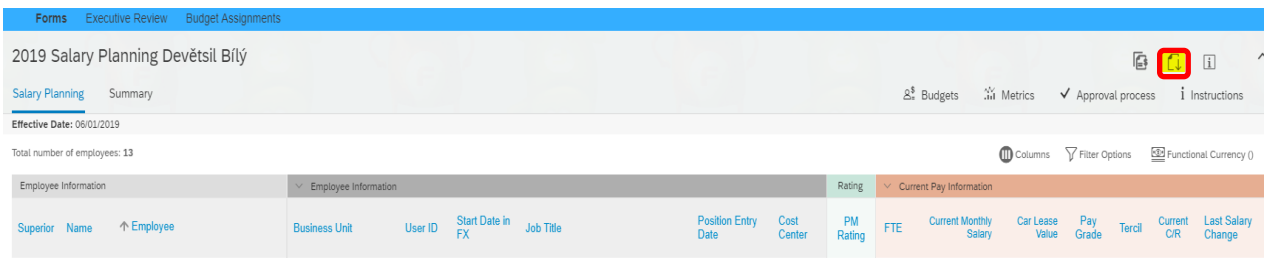 Forms Executive Review Budget Assignments
2019 Salary Planning Devětsil Bílý
Salary Planning Summary Budgets Metrics Approval process Instructions
Effective Date: 06/01/2019
Total number of employees: 13 Columns Filter Options Functional Currency ()
Employee Information Employee Information Rating Current Pay Information
Superior Name Employee Business Unit User ID Start Date in FX Job Title Position Entry Date Cost Center PM Rating FTE Current Monthly Salary Car Lease Value Pay Grade Tercil Current C/R Last Salary Change